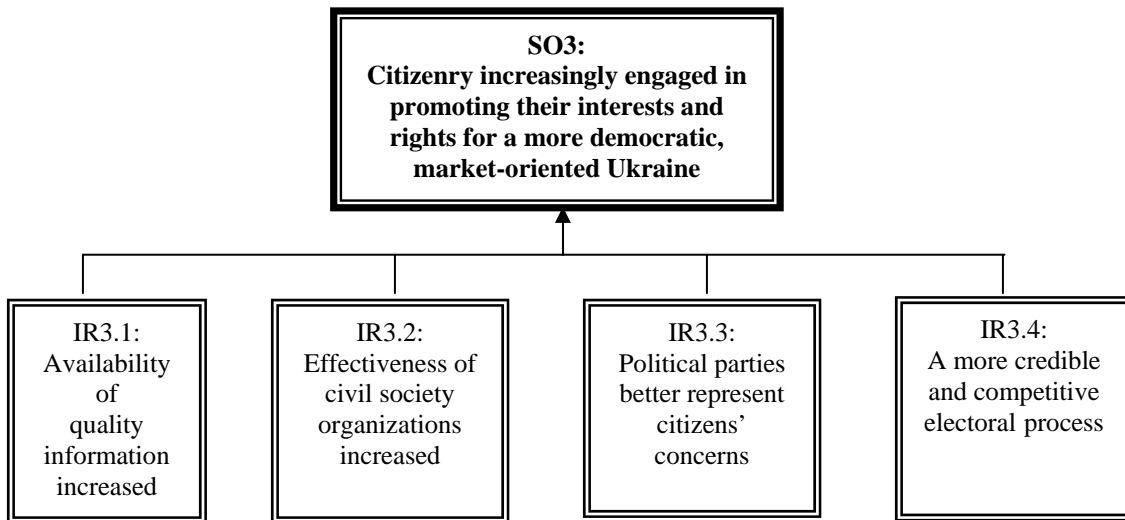 SO3:
Citizenry increasingly engaged in
promoting their interests and
rights for a more democratic,
market-oriented Ukraine
IR3.1:
Availability
of
quality
information
increased
IR3.2:
Effectiveness of
civil society
organizations
increased
IR3.3:
Political parties
better represent
citizens’
concerns
IR3.4:
A more credible
and competitive
electoral process